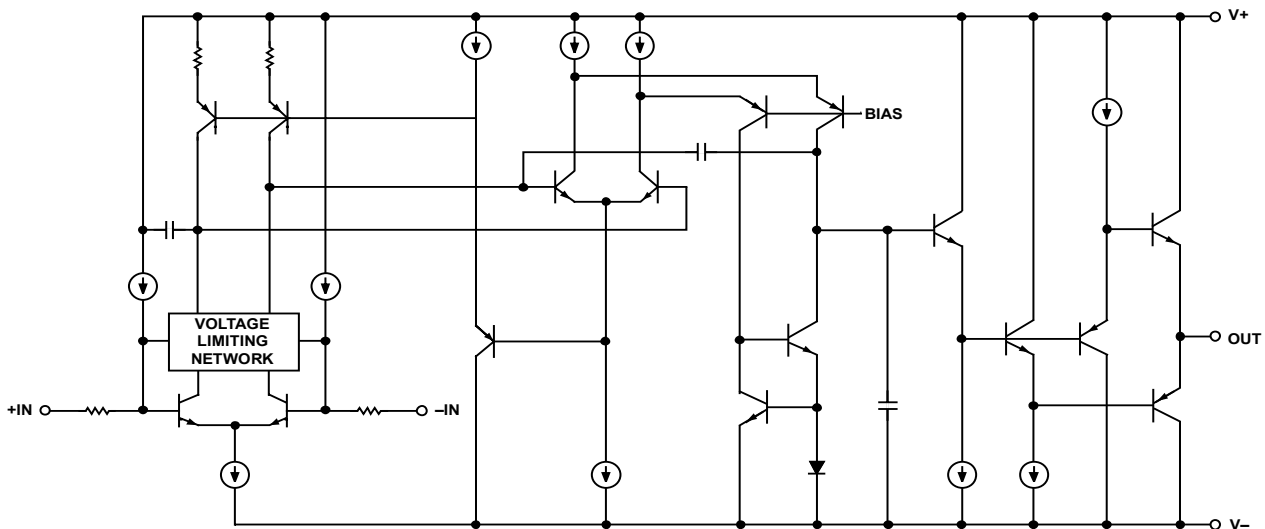 V+
BIAS
VOLTAGE
LIMITING
NETWORK
OUT
+IN
–IN
V–